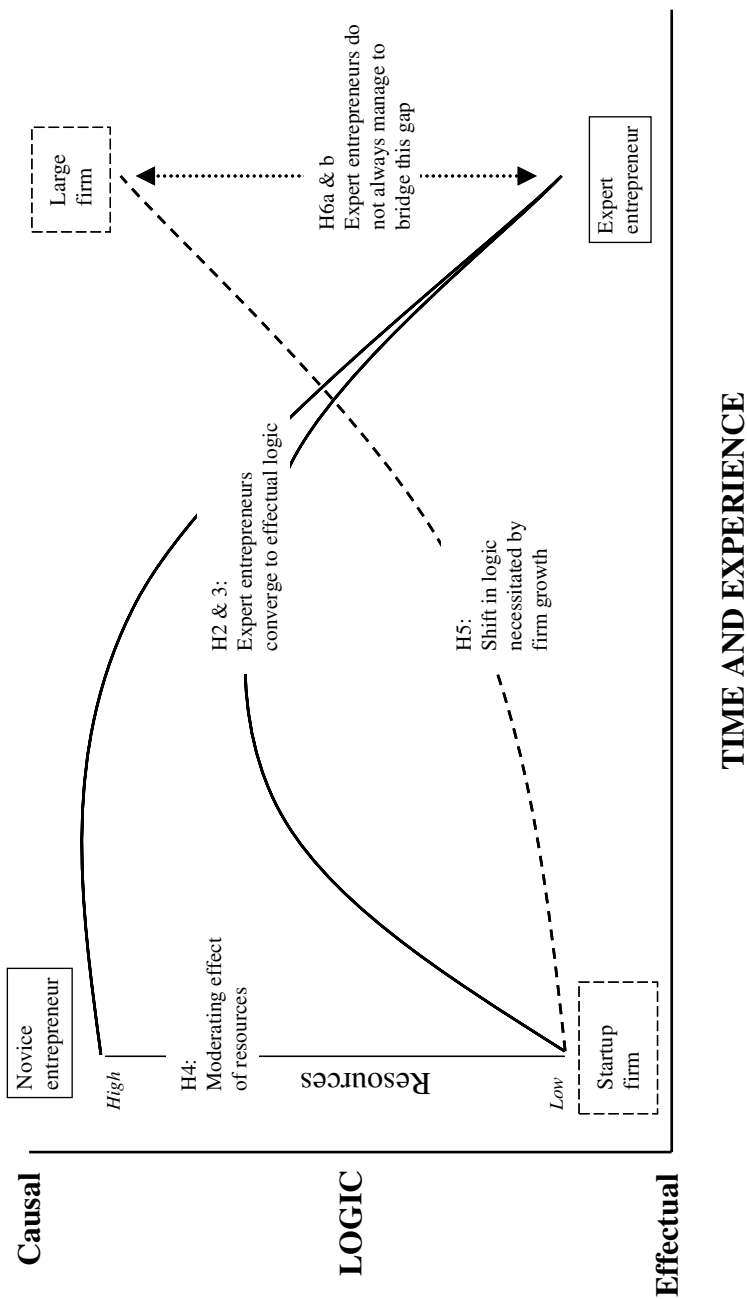 Causal
LOGIC
Effectual
Novice
entrepreneur
High
H4:
Moderating effect
of resources
Resources
Low
Startup
firm
H2 & 3:
Expert entrepreneurs
converge to effectual logic
H5:
Shift in logic
necessitated by
firm growth
Large
firm
H6a & b
Expert entrepreneurs do
not always manage to
bridge this gap
Expert
entrepreneur
TIME AND EXPERIENCE